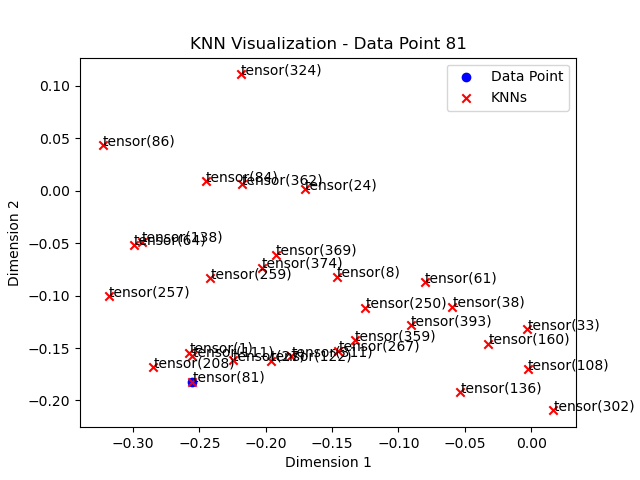 KNN Visualization - Data Point 81
Data Point
KNNs
tensor(324)
tensor(86)
tensor(84)
tensor(362)
tensor(24)
tensor(138)
tensor(64)
tensor(369)
tensor(374)
tensor(259)
tensor(8)
tensor(61)
tensor(257)
tensor(250)
tensor(38)
tensor(393)
tensor(33)
tensor(359)
tensor(160)
tensor(1)
tensor(111)
tensor(267)
tensor(122)
tensor(208)
tensor(108)
tensor(81)
tensor(136)
tensor(302)
0.10
0.05
0.00
−0.05
−0.10
−0.15
−0.20
Dimension 2
−0.30
−0.25
−0.20
−0.15
−0.10
−0.05
0.00
Dimension 1